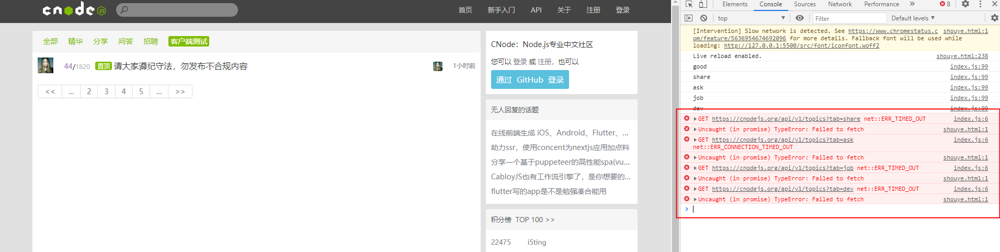 cnode JS
首页 新手入门 API 关于 注册 登录
全部 精华 分享 问答 招聘 客户端测试
44/1820 置顶 请大家遵纪守法，勿发布不合规内容 1小时前
<< ... 2 3 4 5 ... >>
CNode：Node.js专业中文社区
您可以 登录 或 注册，也可以
通过 GitHub 登录
无人回复的话题
在线前端生成 iOS、Android、Flutter、...
助力ssr，使用concent为nextjs应用加点料
分享一个基于puppeteer的高性能spa(vu...
CabloyJS也有工作流引擎了，是你想要的...
flutter写的app是不是勉强凑合能用
积分榜 TOP 100 >>
22475 i5ting
Elements Console Sources Network Performance » 8
top Filter Default levels
[Intervention] Slow network is detected. See https://www.chromestatus.c shouye.html:1
om/feature/5636954674692096 for more details. Fallback font will be used while
loading: http://127.0.0.1:5500/src/font/iconfont.woff2
Live reload enabled. shouye.html:238
good index.js:99
share index.js:99
ask index.js:99
job index.js:99
dev index.js:99
GET https://cnodejs.org/api/v1/topics?tab=share net::ERR_TIMED_OUT index.js:6
Uncaught (in promise) TypeError: Failed to fetch shouye.html:1
GET https://cnodejs.org/api/v1/topics?tab=ask index.js:6
net::ERR_CONNECTION_TIMED_OUT
Uncaught (in promise) TypeError: Failed to fetch shouye.html:1
GET https://cnodejs.org/api/v1/topics?tab=job net::ERR_TIMED_OUT index.js:6
Uncaught (in promise) TypeError: Failed to fetch shouye.html:1
GET https://cnodejs.org/api/v1/topics?tab=dev net::ERR_TIMED_OUT index.js:6
Uncaught (in promise) TypeError: Failed to fetch shouye.html:1